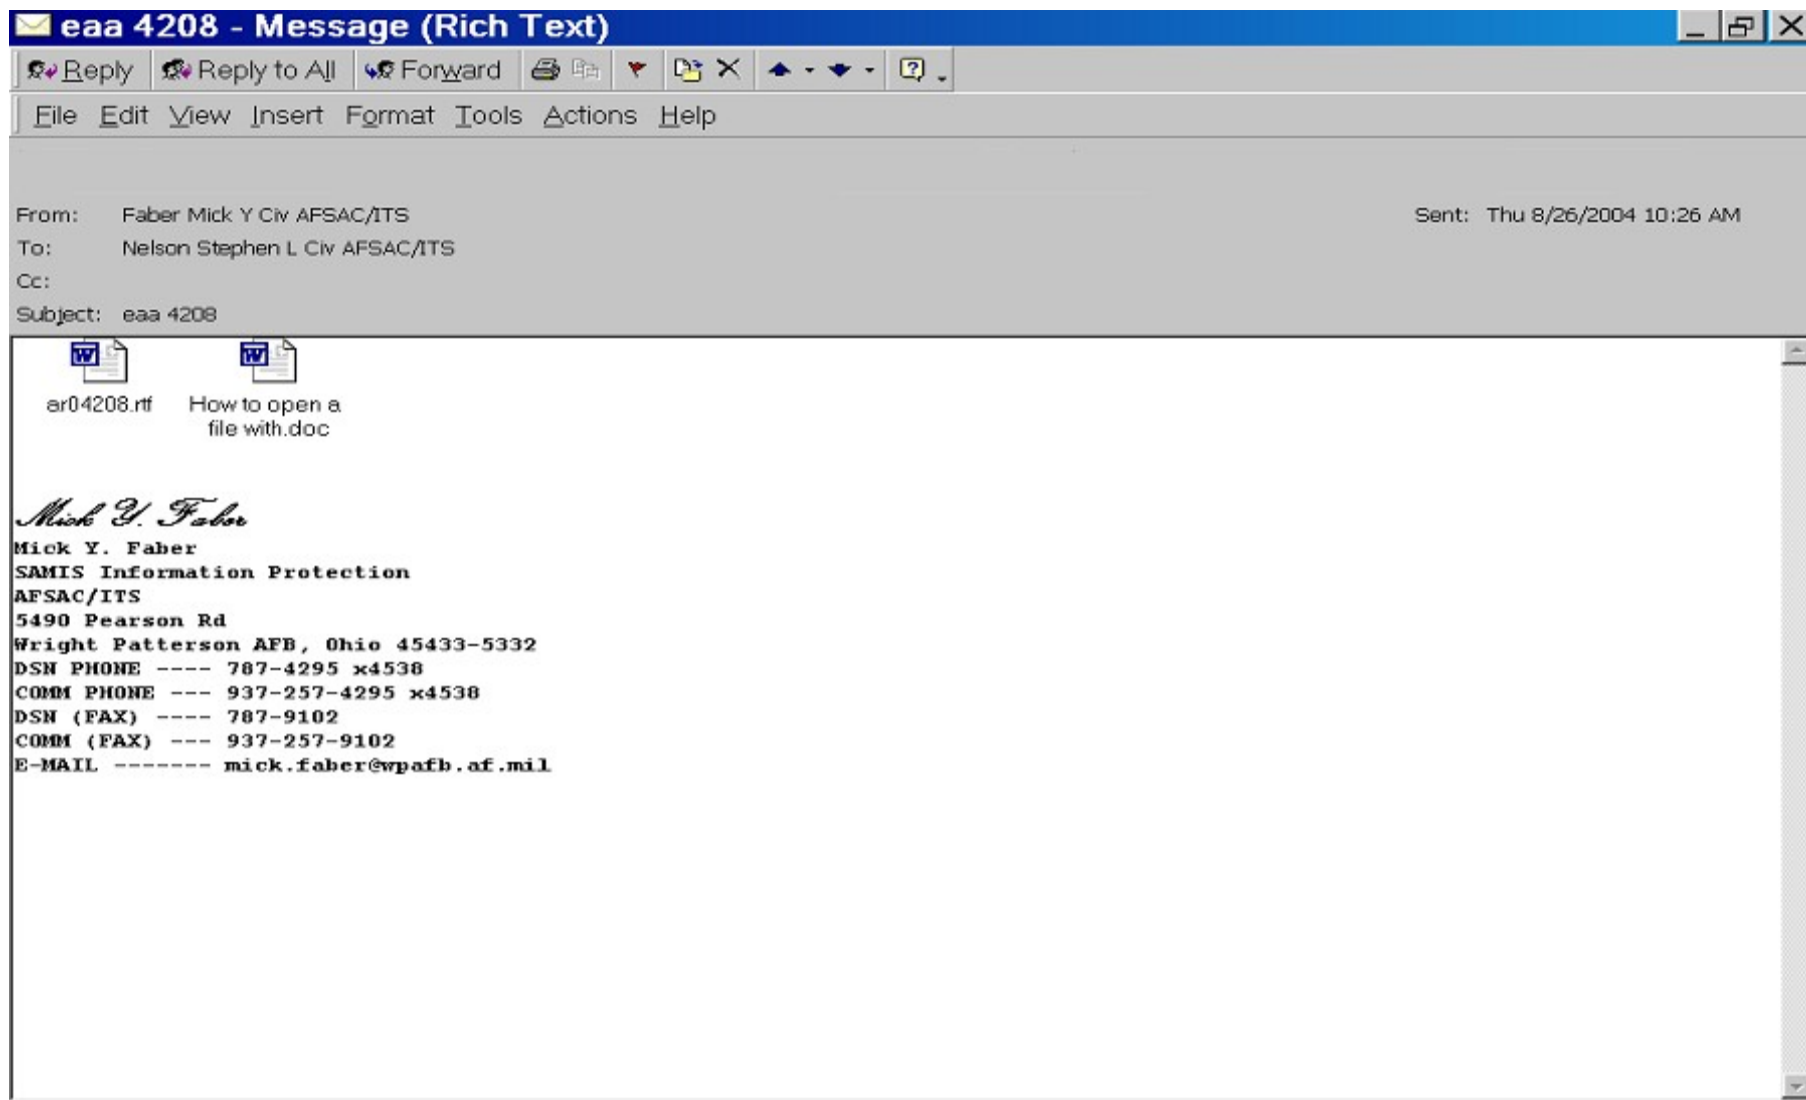 eaa 4208 - Message (Rich Text)
Reply Reply to All Forward
File Edit View Insert Format Tools Actions Help
From: Faber Mick Y Civ AFSAC/ITS Sent: Thu 8/26/2004 10:26 AM
To: Nelson Stephen L Civ AFSAC/ITS
Cc:
Subject: eaa 4208
ar04208.rtf How to open a
file with.doc
Mick Y. Faber
Mick Y. Faber
SAMIS Information Protection
AFSAC/ITS
5490 Pearson Rd
Wright Patterson AFB, Ohio 45433-5332
DSN PHONE ---- 787-4295 x4538
COMM PHONE --- 937-257-4295 x4538
DSN (FAX) ---- 787-9102
COMM (FAX) --- 937-257-9102
E-MAIL ------- mick.faber@wpafb.af.mil